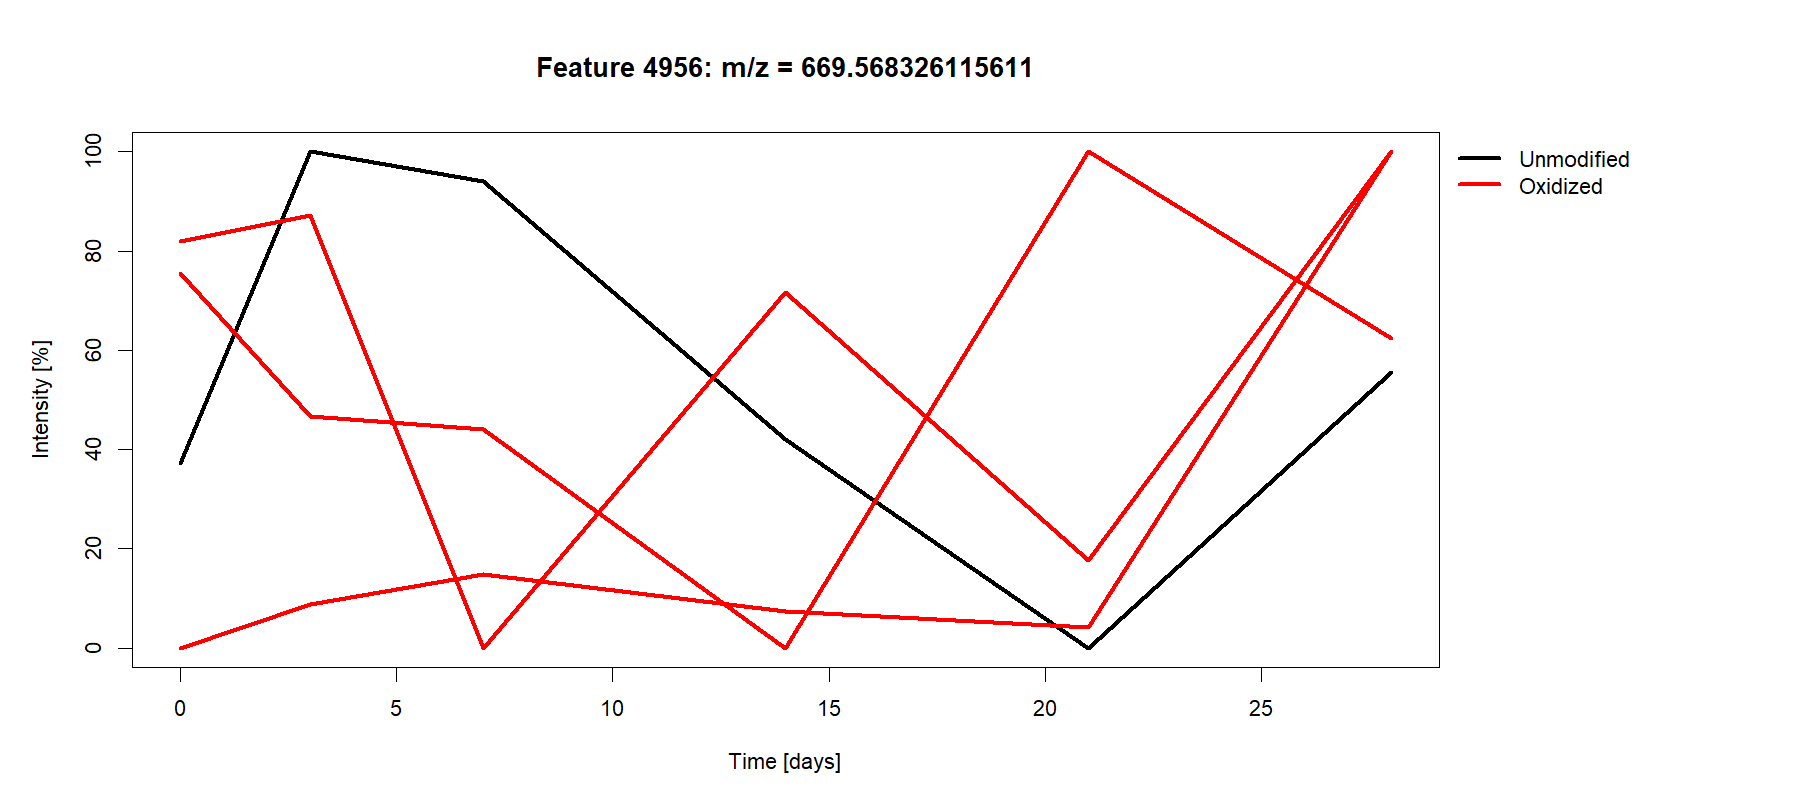 Feature 4956: m/z = 669.568326115611
Unmodified
Oxidized
Intensity [%]
100
80
60
40
20
0
0 5 10 15 20 25
Time [days]